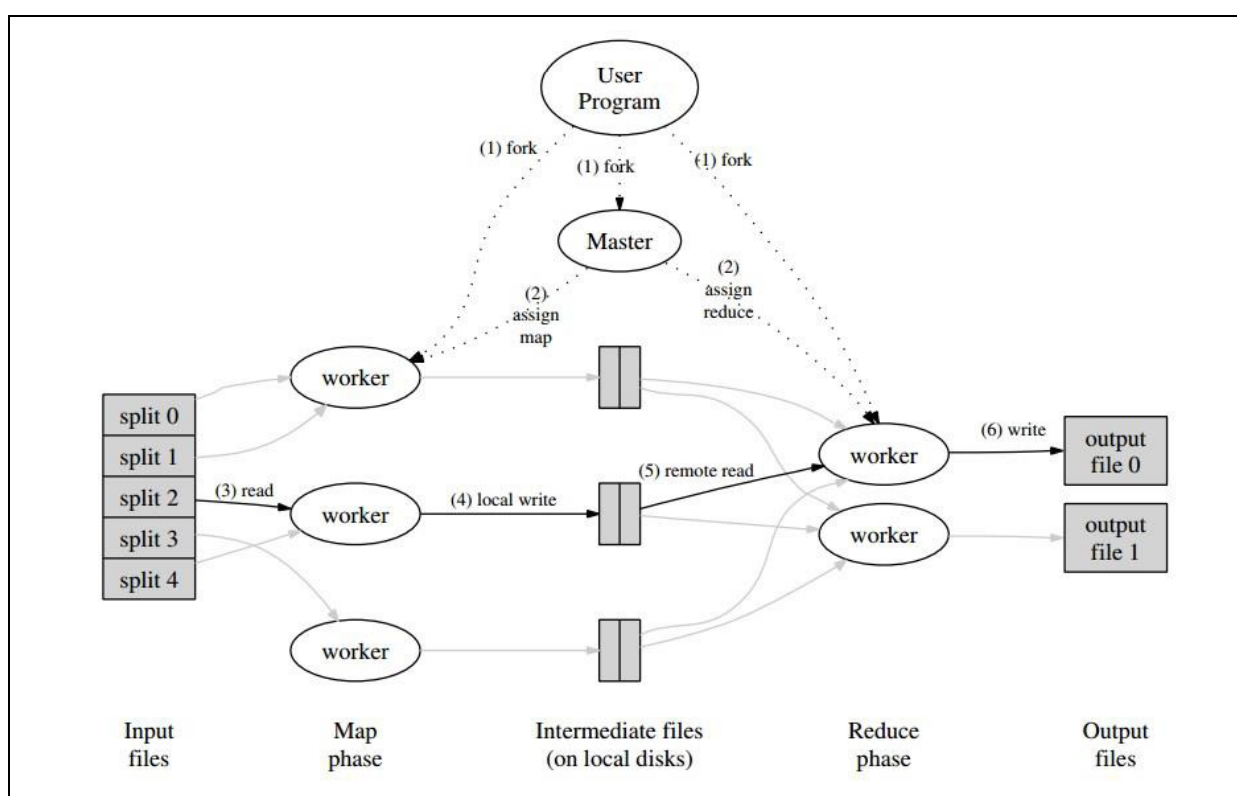 User
Program
(1) fork
(1) fork
(1) fork
Master
(2)
assign
map
(2)
assign
reduce
worker
split 0
split 1
split 2
split 3
split 4
(3) read
worker
(4) local write
worker
(5) remote read
worker
worker
(6) write
output
file 0
output
file 1
Input
files
Map
phase
Intermediate files
(on local disks)
Reduce
phase
Output
files